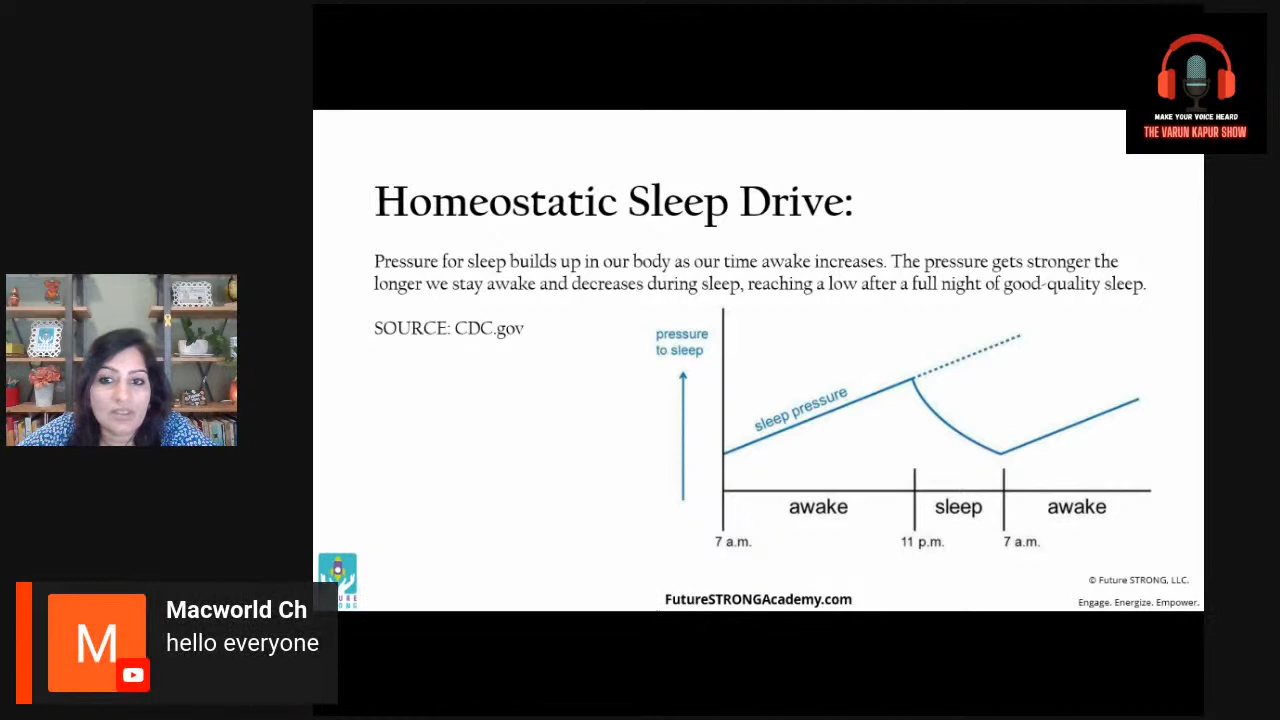 MAKE YOUR VOICE HEARD
THE VARUN KAPUR SHOW
Homeostatic Sleep Drive:
Pressure for sleep builds up in our body as our time awake increases. The pressure gets stronger the
longer we stay awake and decreases during sleep, reaching a low after a full night of good-quality sleep.
SOURCE: CDC.gov
pressure
to sleep
sleep pressure
awake
sleep
awake
7 a.m.
11 p.m.
7 a.m.
© Future STRONG, LLC.
FutureSTRONGAcademy.com
Engage. Energize. Empower.
M
Macworld Ch
hello everyone